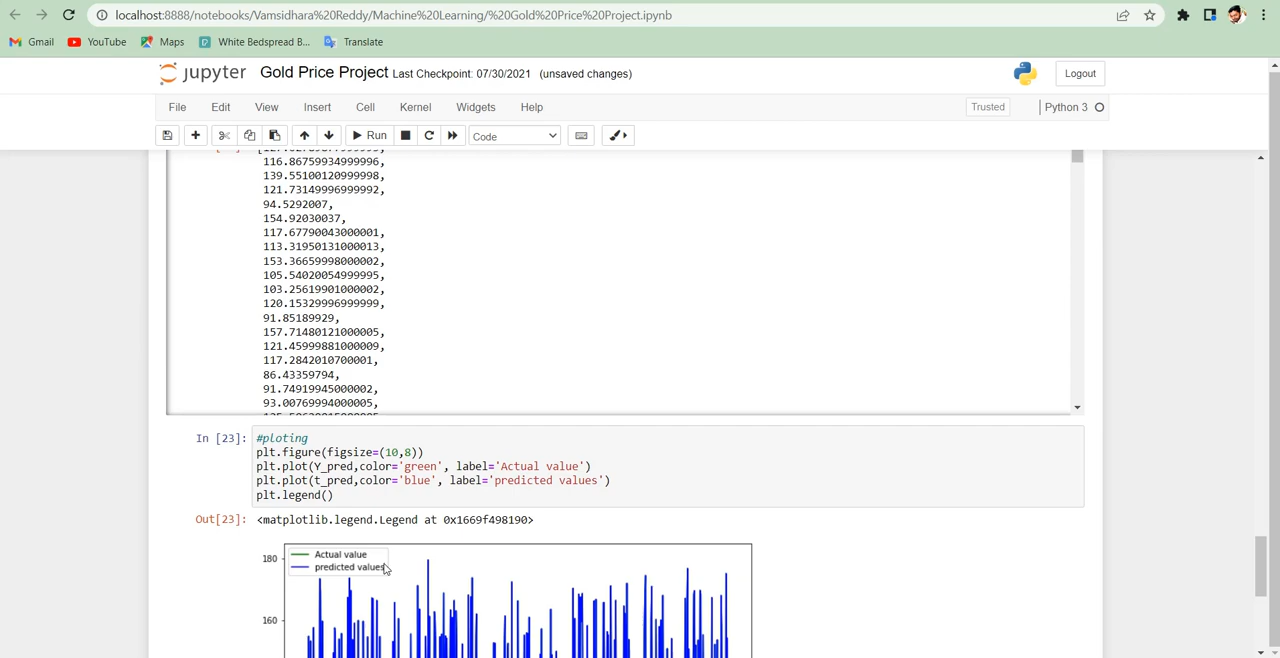 localhost:8888/notebooks/Vamsidhara%20Reddy/Machine%20Learning/%20Gold%20Price%20Project.ipynb
Gmail YouTube Maps White Bedspread B... Translate
jupyter Gold Price Project Last Checkpoint: 07/30/2021 (unsaved changes) Logout
File Edit View Insert Cell Kernel Widgets Help Trusted Python 3
Run Code
116.86759934999996,
139.55100120999998,
121.73149996999992,
94.5292007,
154.92030037,
117.67790043000001,
113.31950131000013,
153.36659998000002,
105.54020054999995,
103.25619901000002,
120.15329996999999,
91.85189929,
157.71480121000005,
121.45999881000009,
117.2842010700001,
86.43359794,
91.74919945000002,
93.00769994000005,
In [23]: #ploting
plt.figure(figsize=(10,8))
plt.plot(Y_pred,color='green', label='Actual value')
plt.plot(t_pred,color='blue', label='predicted values')
plt.legend()
Out[23]: <matplotlib.legend.Legend at 0x1669f498190>
180
Actual value
predicted values
160